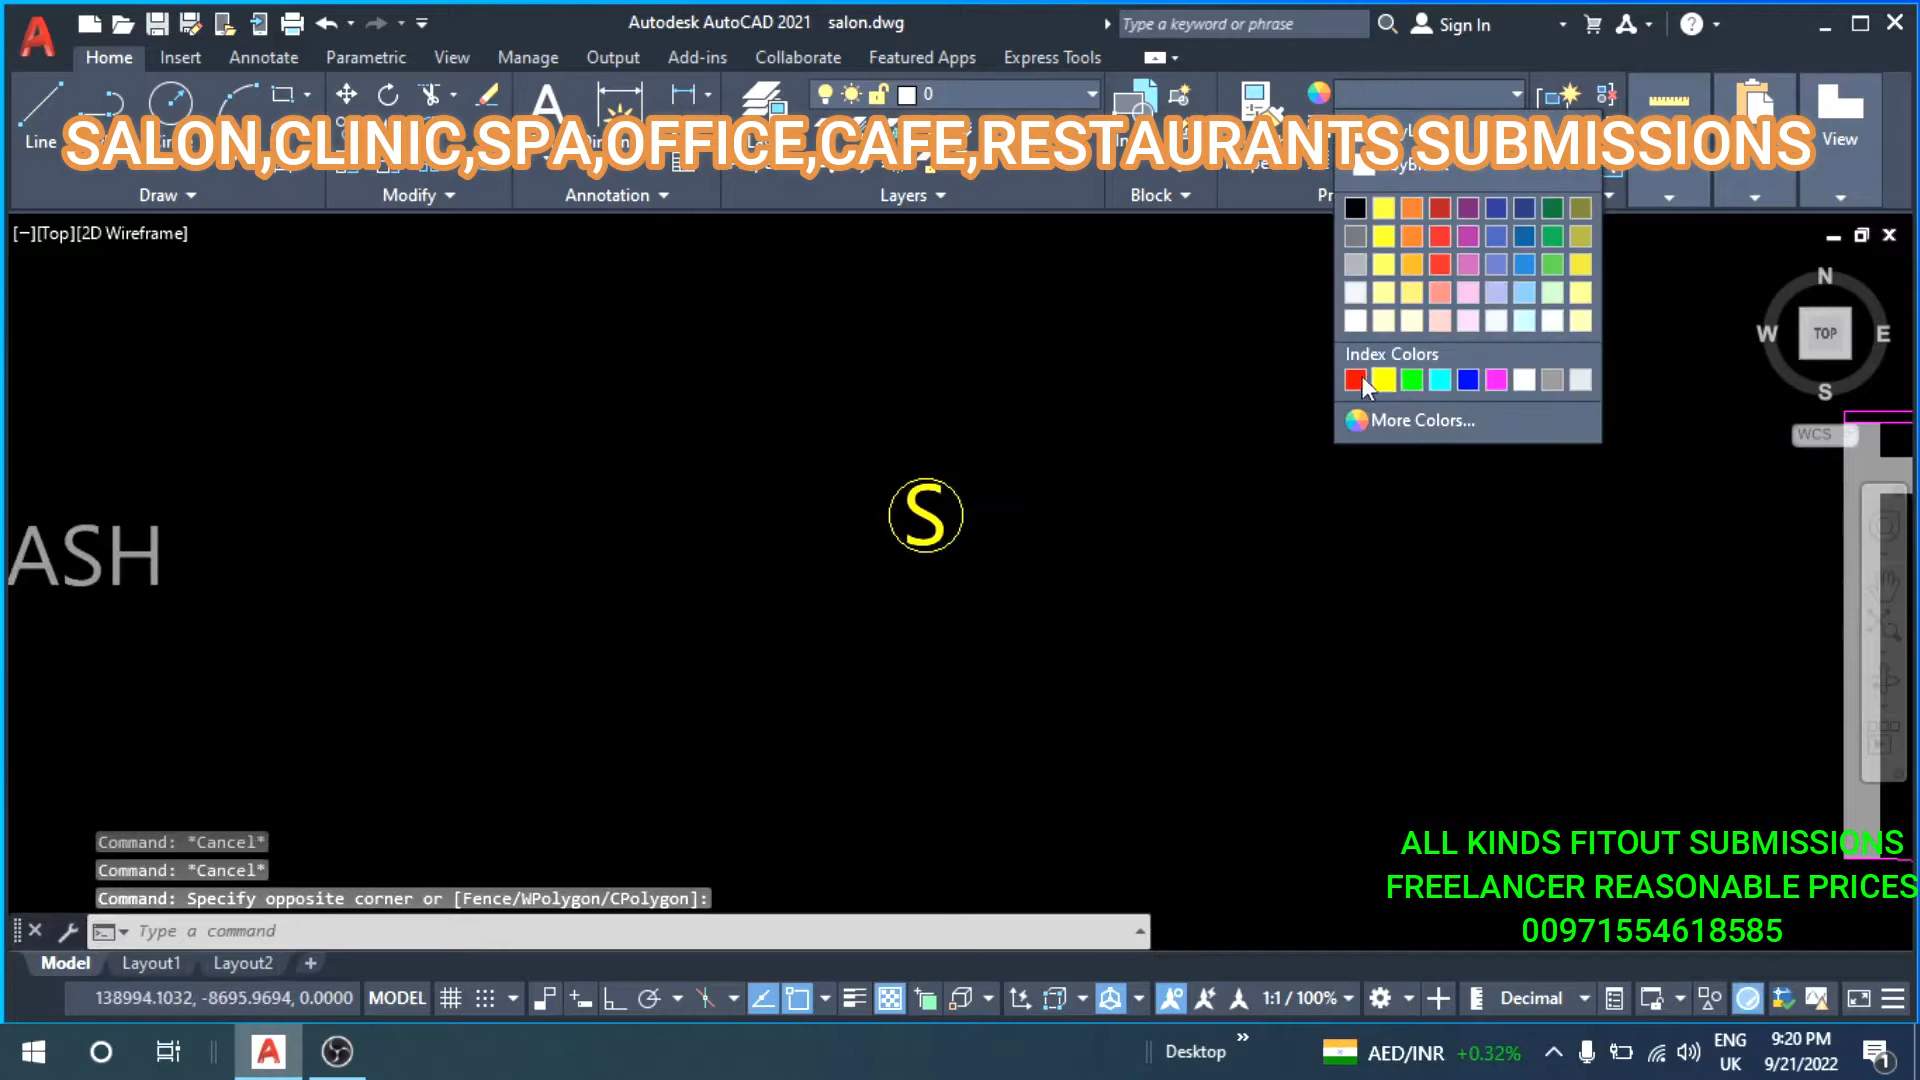 Autodesk AutoCAD 2021 salon.dwg
Type a keyword or phrase
Sign In
Home Insert Annotate Parametric View Manage Output Add-ins Collaborate Featured Apps Express Tools
0
Line
View
SALON,CLINIC,SPA,OFFICE,CAFE,RESTAURANTS SUBMISSIONS
Draw Modify Annotation Layers Block
[−][Top][2D Wireframe]
Index Colors
More Colors...
N
W TOP E
S
WCS
S
ASH
Command: *Cancel*
Command: *Cancel*
Command: Specify opposite corner or [Fence/WPolygon/CPolygon]:
Type a command
ALL KINDS FITOUT SUBMISSIONS
FREELANCER REASONABLE PRICES
00971554618585
Model Layout1 Layout2 +
138994.1032, -8695.9694, 0.0000 MODEL 1:1 / 100% Decimal
Desktop AED/INR +0.32% ENG UK 9:20 PM 9/21/2022 1